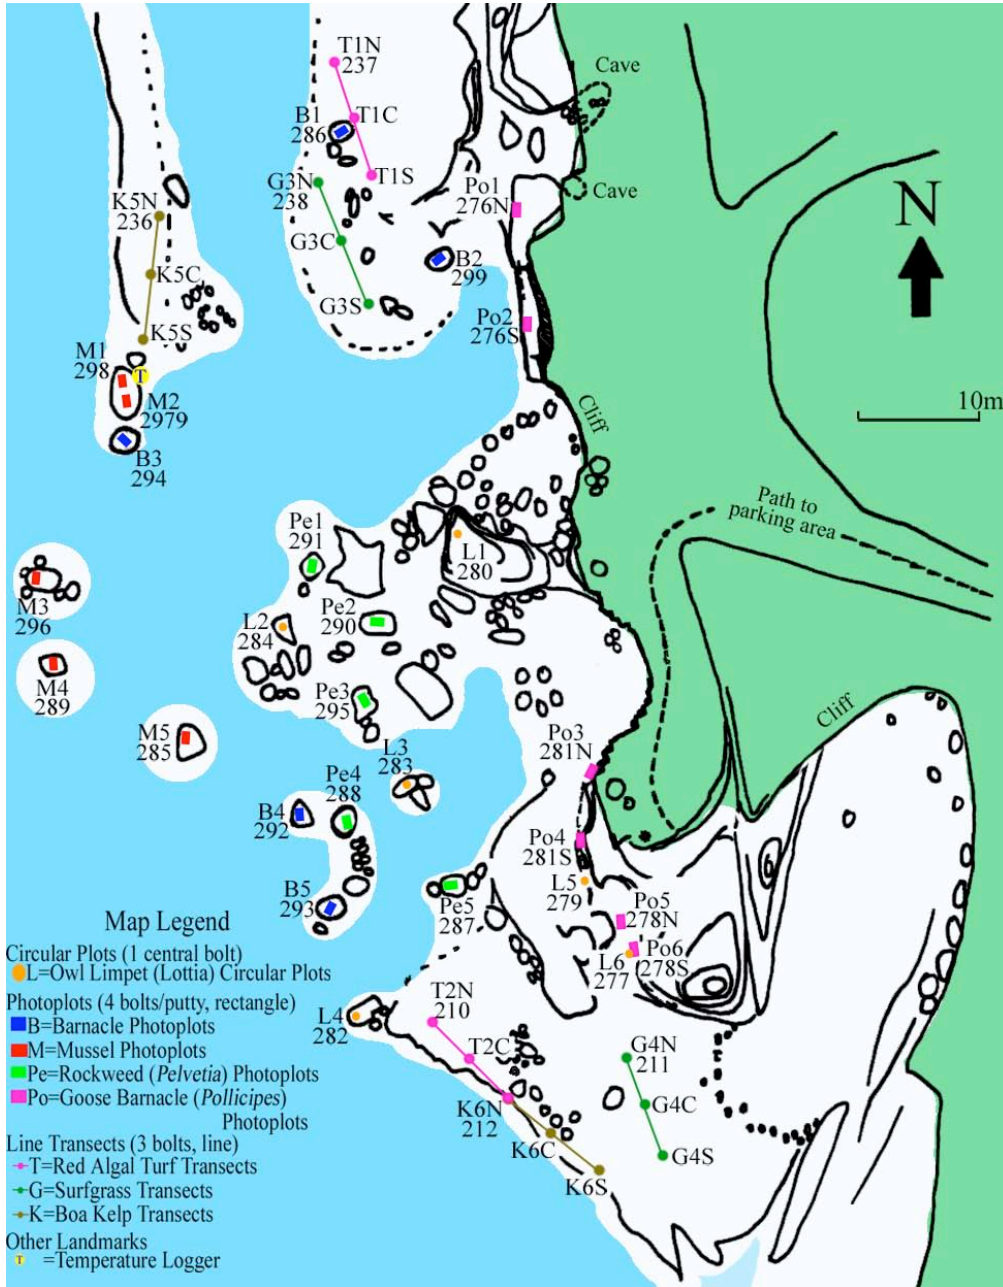 T1N
237
Cave
B1
286
T1C
T1S
G3N
238
Po1
276N
Cave
N
K5N
236
G3C
B2
299
K5C
G3S
Po2
276S
K5S
M1
298
T
M2
2979
10m
B3
294
Cliff
Path to
parking area
Pe1
291
L1
280
M3
296
L2
284
Pe2
290
M4
289
Pe3
295
Cliff
M5
285
L3
283
Po3
281N
B4
292
Pe4
288
Po4
281S
L5
279
B5
293
Pe5
287
Po5
278N
L6
277
Po6
278S
L4
282
T2N
210
T2C
G4N
211
K6N
212
G4C
K6C
G4S
K6S
Map Legend
Circular Plots (1 central bolt)
L=Owl Limpet (Lottia) Circular Plots
Photoplots (4 bolts/putty, rectangle)
B=Barnacle Photoplots
M=Mussel Photoplots
Pe=Rockweed (Pelvetia) Photoplots
Po=Goose Barnacle (Pollicipes)
Photoplots
Line Transects (3 bolts, line)
T=Red Algal Turf Transects
G=Surfgrass Transects
K=Boa Kelp Transects
Other Landmarks
T =Temperature Logger